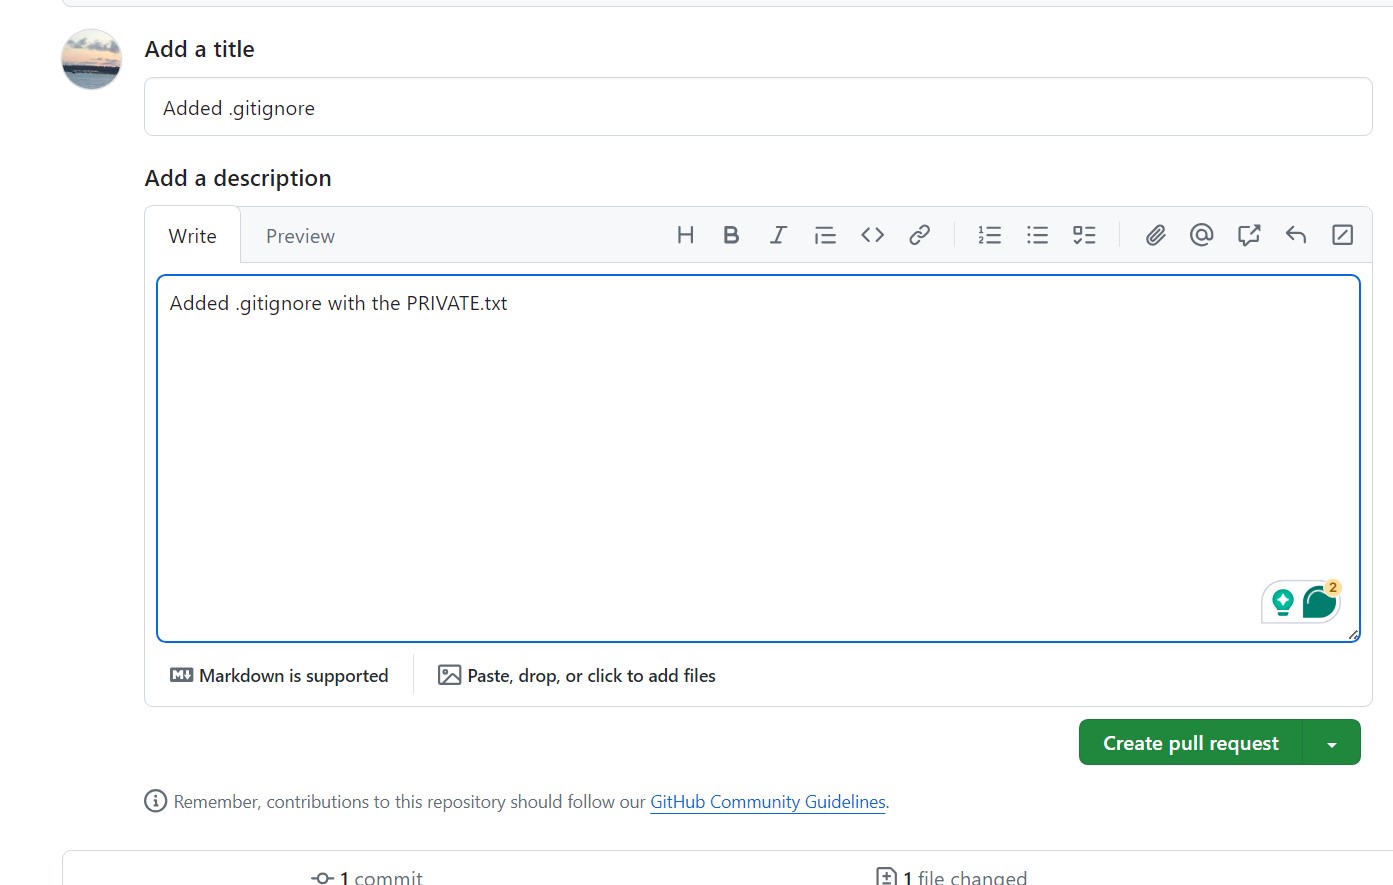 Add a title
Added .gitignore
Add a description
Write Preview
Added .gitignore with the PRIVATE.txt
2
Markdown is supported Paste, drop, or click to add files
Create pull request
Remember, contributions to this repository should follow our GitHub Community Guidelines.
1 commit 1 file changed